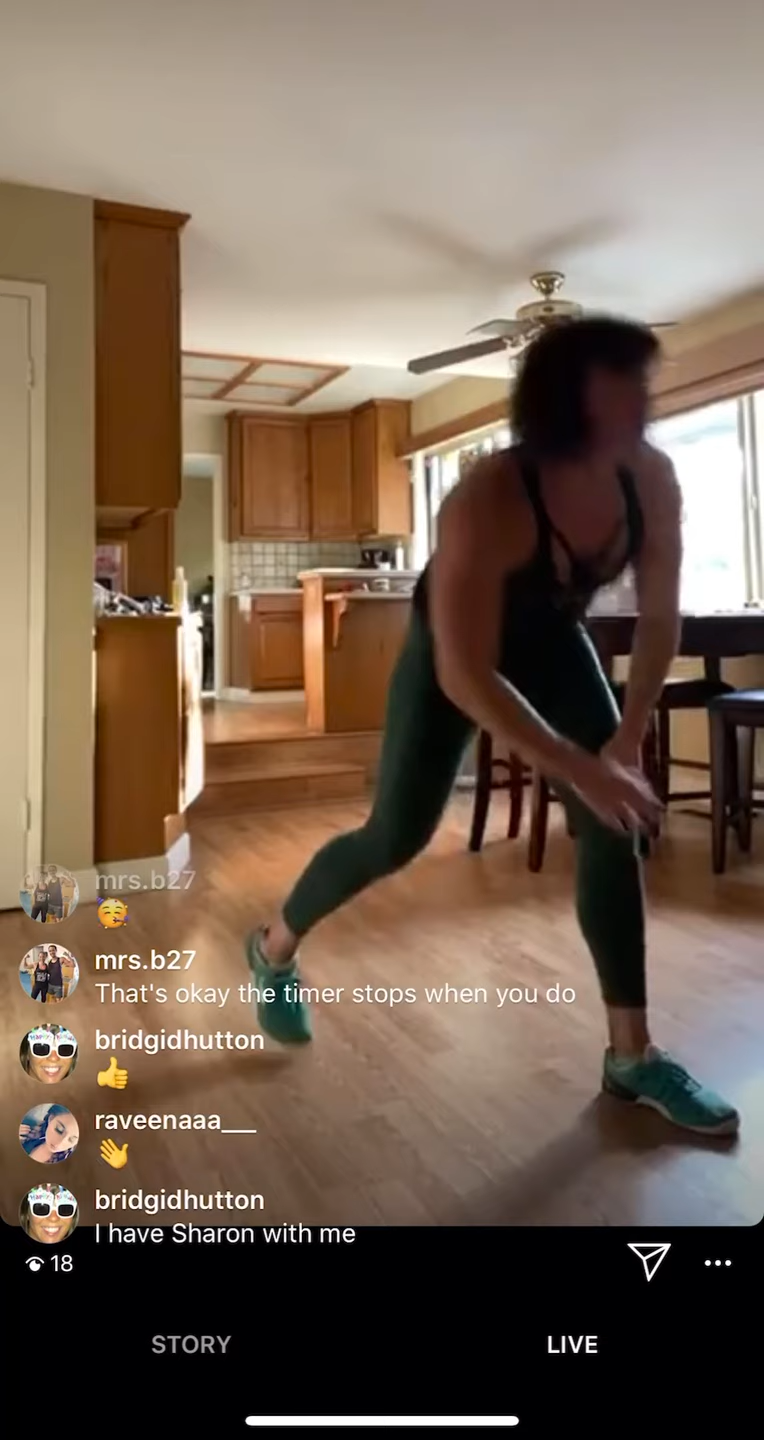 mrs.b27
🥳
mrs.b27
That's okay the timer stops when you do
bridgidhutton
👍
raveenaaa___
👋
bridgidhutton
I have Sharon with me
18
STORY
LIVE